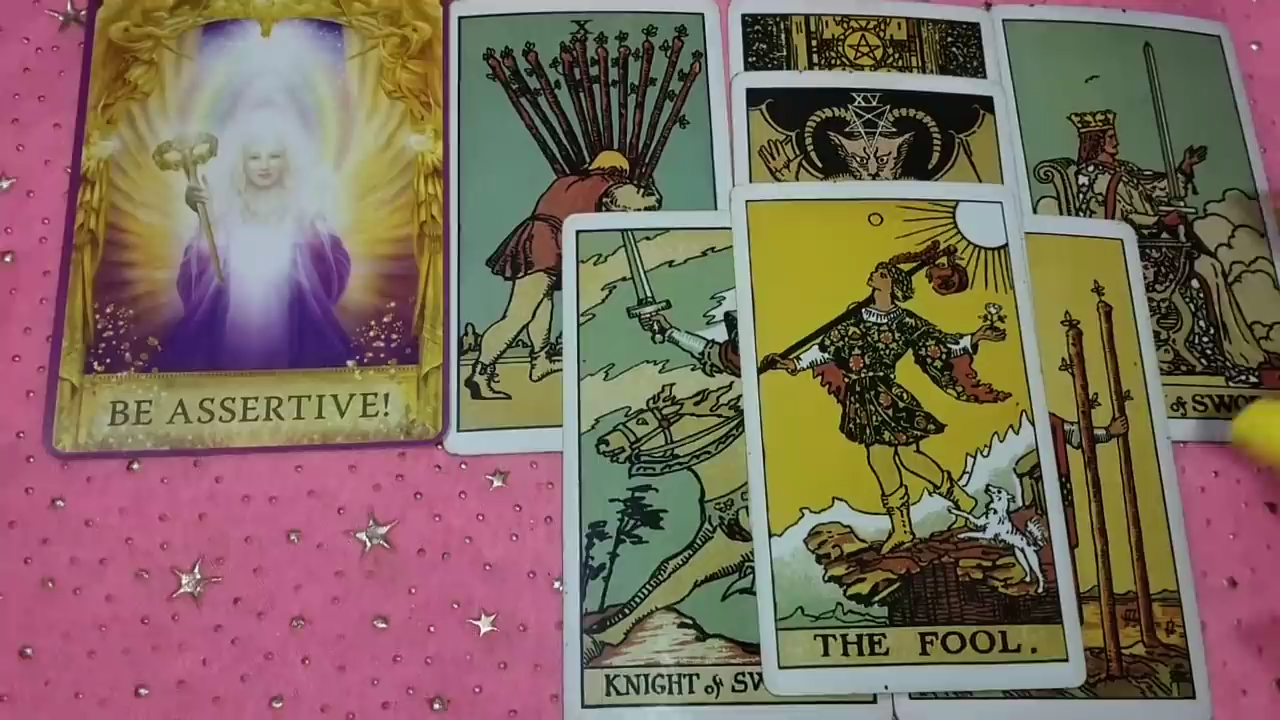 BE ASSERTIVE!
X
XV
of SWO
KNIGHT of SW
THE FOOL.